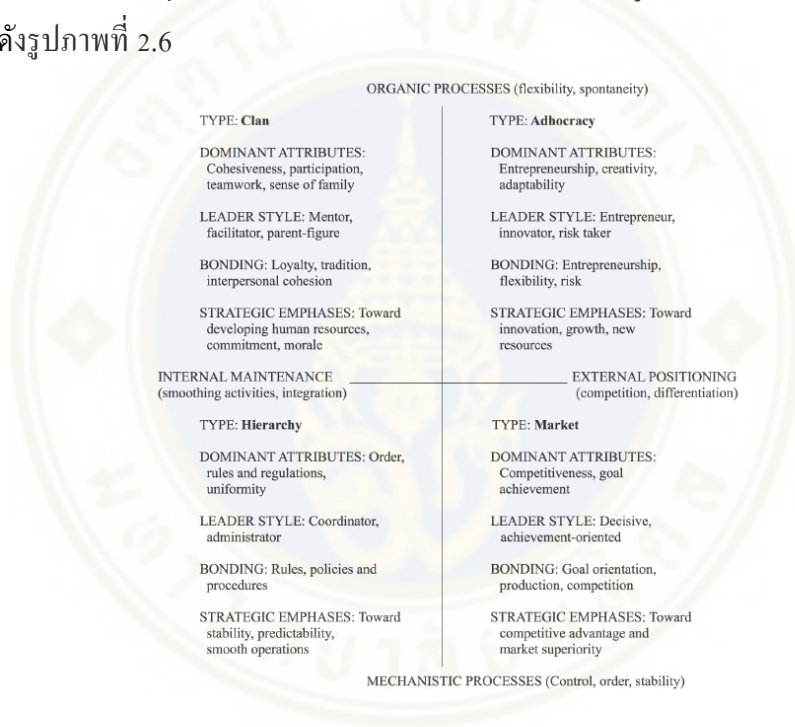 ดังรูปภาพที่ 2.6
ORGANIC PROCESSES (flexibility, spontaneity)
TYPE: Clan
DOMINANT ATTRIBUTES:
Cohesiveness, participation,
teamwork, sense of family
LEADER STYLE: Mentor,
facilitator, parent-figure
BONDING: Loyalty, tradition,
interpersonal cohesion
STRATEGIC EMPHASES: Toward
developing human resources,
commitment, morale
TYPE: Adhocracy
DOMINANT ATTRIBUTES:
Entrepreneurship, creativity,
adaptability
LEADER STYLE: Entrepreneur,
innovator, risk taker
BONDING: Entrepreneurship,
flexibility, risk
STRATEGIC EMPHASES: Toward
innovation, growth, new
resources
INTERNAL MAINTENANCE
(smoothing activities, integration)
EXTERNAL POSITIONING
(competition, differentiation)
TYPE: Hierarchy
DOMINANT ATTRIBUTES: Order,
rules and regulations,
uniformity
LEADER STYLE: Coordinator,
administrator
BONDING: Rules, policies and
procedures
STRATEGIC EMPHASES: Toward
stability, predictability,
smooth operations
TYPE: Market
DOMINANT ATTRIBUTES:
Competitiveness, goal
achievement
LEADER STYLE: Decisive,
achievement-oriented
BONDING: Goal orientation,
production, competition
STRATEGIC EMPHASES: Toward
competitive advantage and
market superiority
MECHANISTIC PROCESSES (Control, order, stability)